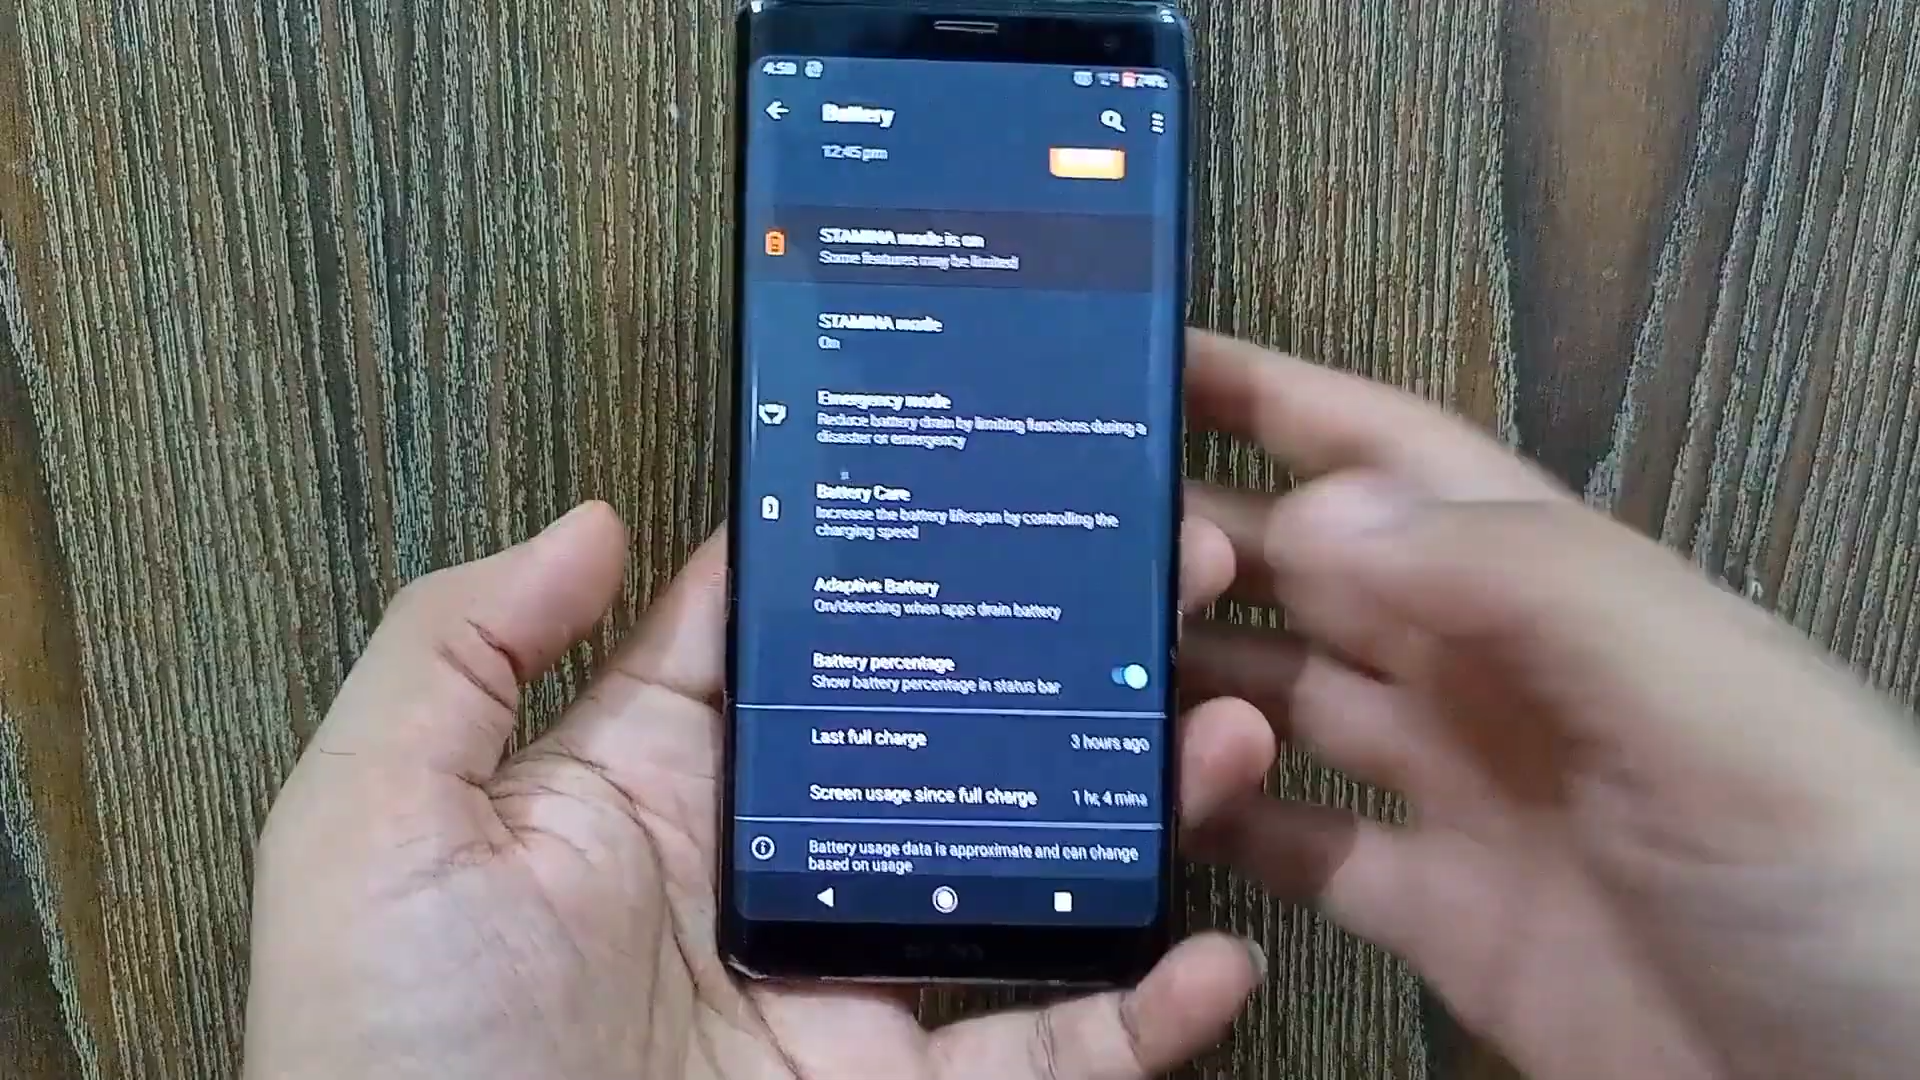 4:50
Battery
12:45 pm
STAMINA mode is on
Some features may be limited
STAMINA mode
On
Emergency mode
Reduce battery drain by limiting functions during a
disaster or emergency
Battery Care
Increase the battery lifespan by controlling the
charging speed
Adaptive Battery
On/detecting when apps drain battery
Battery percentage
Show battery percentage in status bar
Last full charge
3 hours ago
Screen usage since full charge
1 hr, 4 mins
Battery usage data is approximate and can change
based on usage